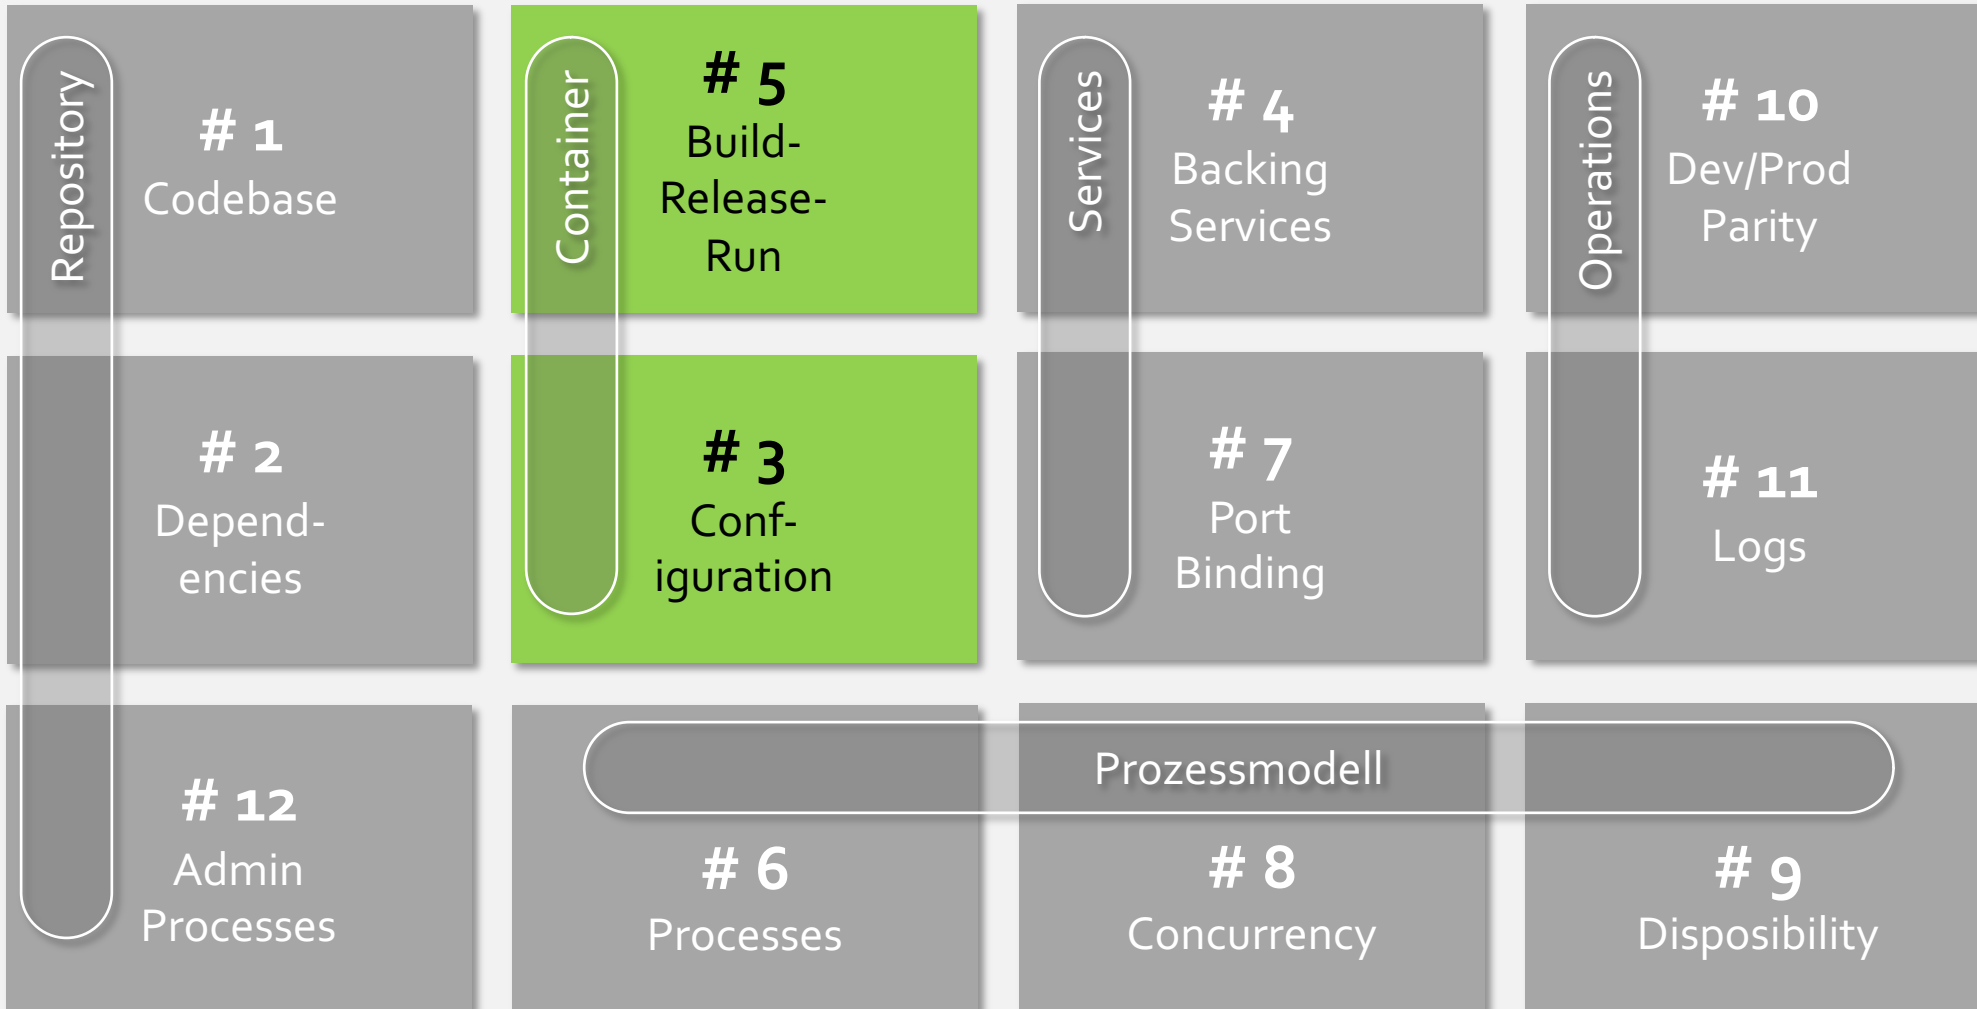 Repository
# 1
Codebase
Container
# 5
Build-
Release-
Run
Services
# 4
Backing
Services
Operations
# 10
Dev/Prod
Parity
# 2
Depend-
encies
# 3
Conf-
iguration
# 7
Port
Binding
# 11
Logs
# 12
Admin
Processes
Prozessmodell
# 6
Processes
# 8
Concurrency
# 9
Disposibility